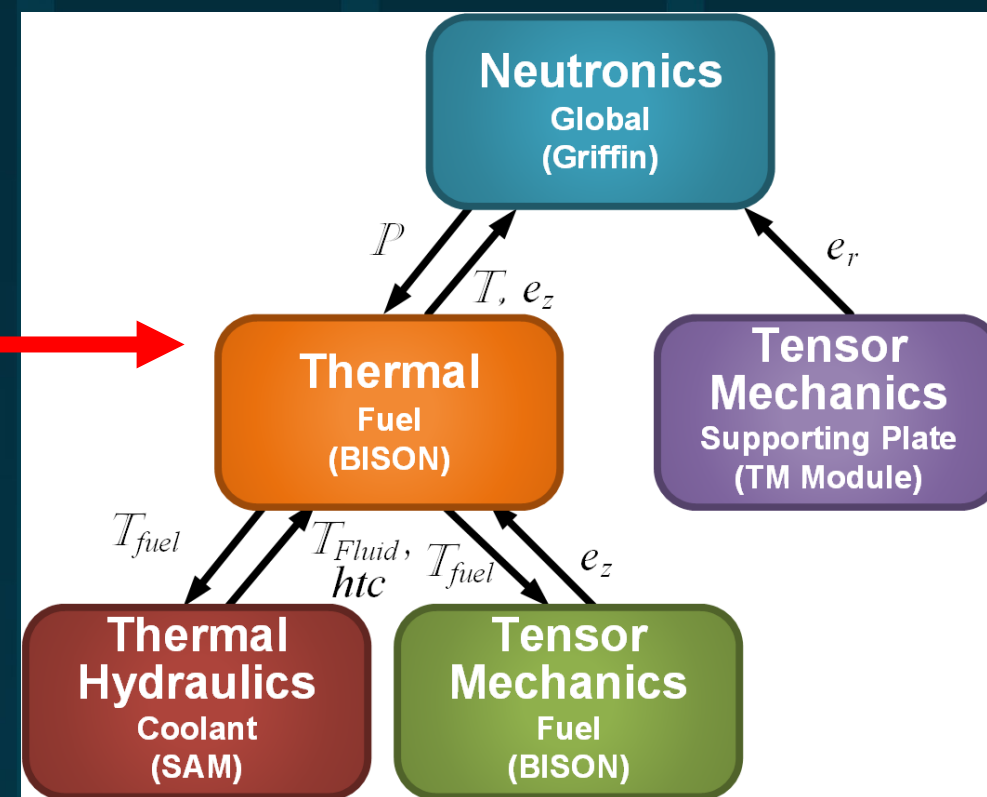 Neutronics
Global
(Griffin)
P
T, e_z
e_r
Thermal
Fuel
(BISON)
Tensor
Mechanics
Supporting Plate
(TM Module)
T_fuel
T_Fluid,
htc
T_fuel
e_z
Thermal
Hydraulics
Coolant
(SAM)
Tensor
Mechanics
Fuel
(BISON)